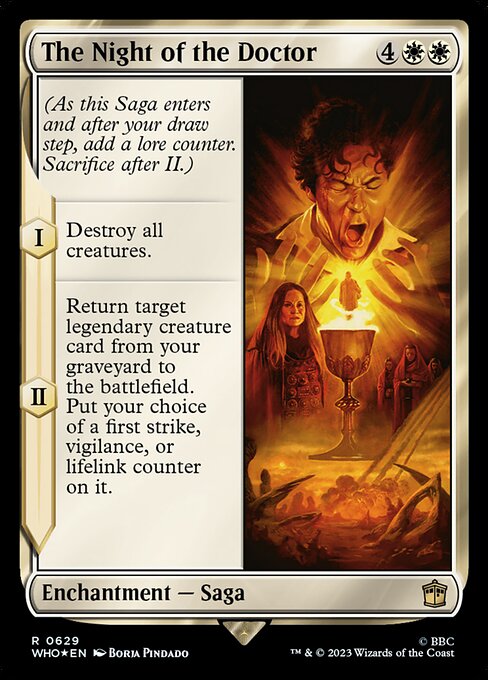 The Night of the Doctor 4
(As this Saga enters
and after your draw
step, add a lore counter.
Sacrifice after II.)
I
Destroy all
creatures.
II
Return target
legendary creature
card from your
graveyard to
the battlefield.
Put your choice
of a first strike,
vigilance, or
lifelink counter
on it.
Enchantment — Saga
R 0629
WHO★EN Borja Pindado
© BBC
™ & © 2023 Wizards of the Coast